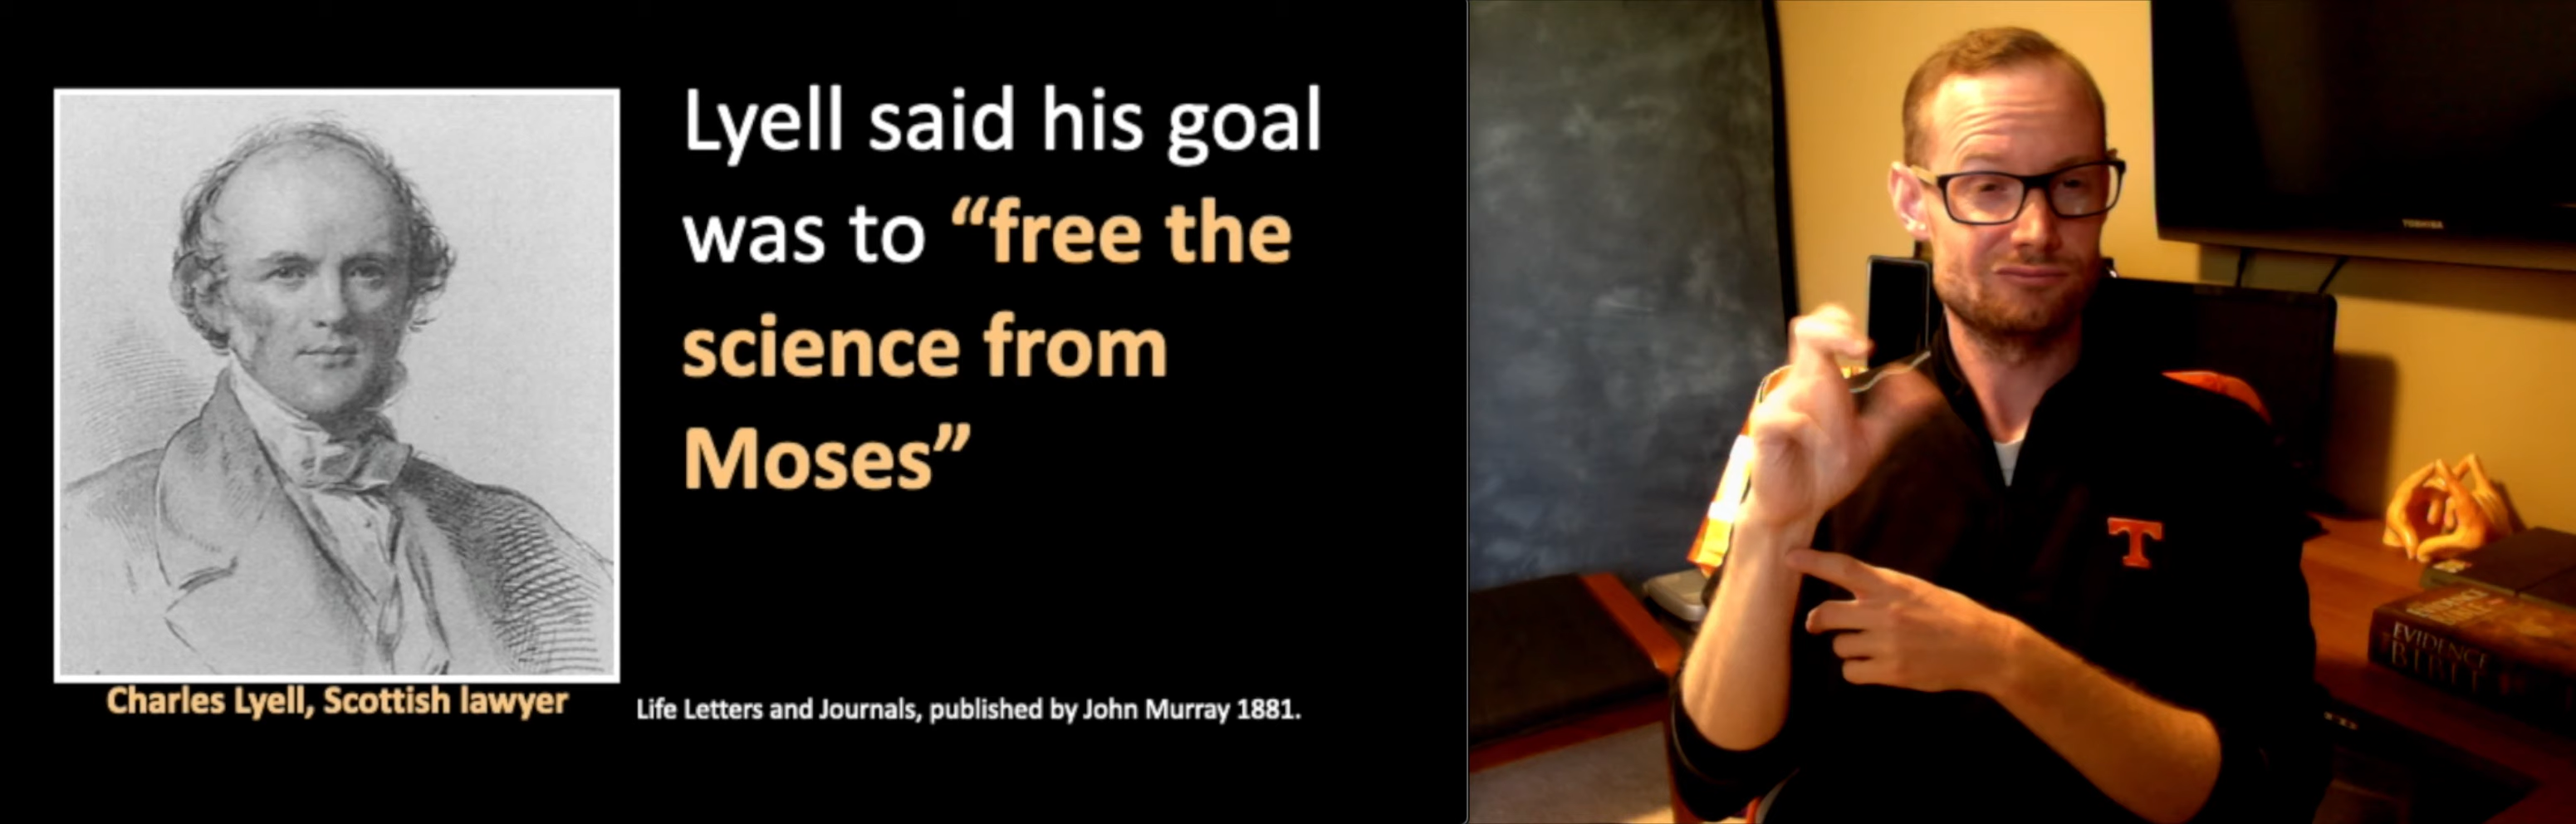 Lyell said his goal
was to “free the
science from
Moses”
Charles Lyell, Scottish lawyer
Life Letters and Journals, published by John Murray 1881.
TOSHIBA
T
EVIDENCE
BIBLE